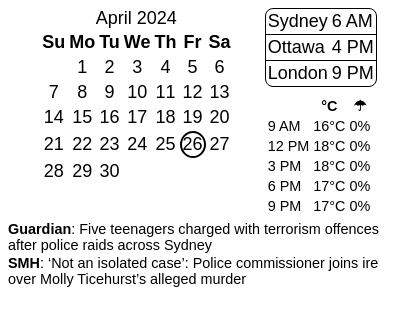 April 2024
Su Mo Tu We Th Fr Sa
1 2 3 4 5 6
7 8 9 10 11 12 13
14 15 16 17 18 19 20
21 22 23 24 25 26 27
28 29 30
Sydney 6 AM
Ottawa 4 PM
London 9 PM
°C ☂
9 AM 16°C 0%
12 PM 18°C 0%
3 PM 18°C 0%
6 PM 17°C 0%
9 PM 17°C 0%
Guardian: Five teenagers charged with terrorism offences
after police raids across Sydney
SMH: ‘Not an isolated case’: Police commissioner joins ire
over Molly Ticehurst’s alleged murder